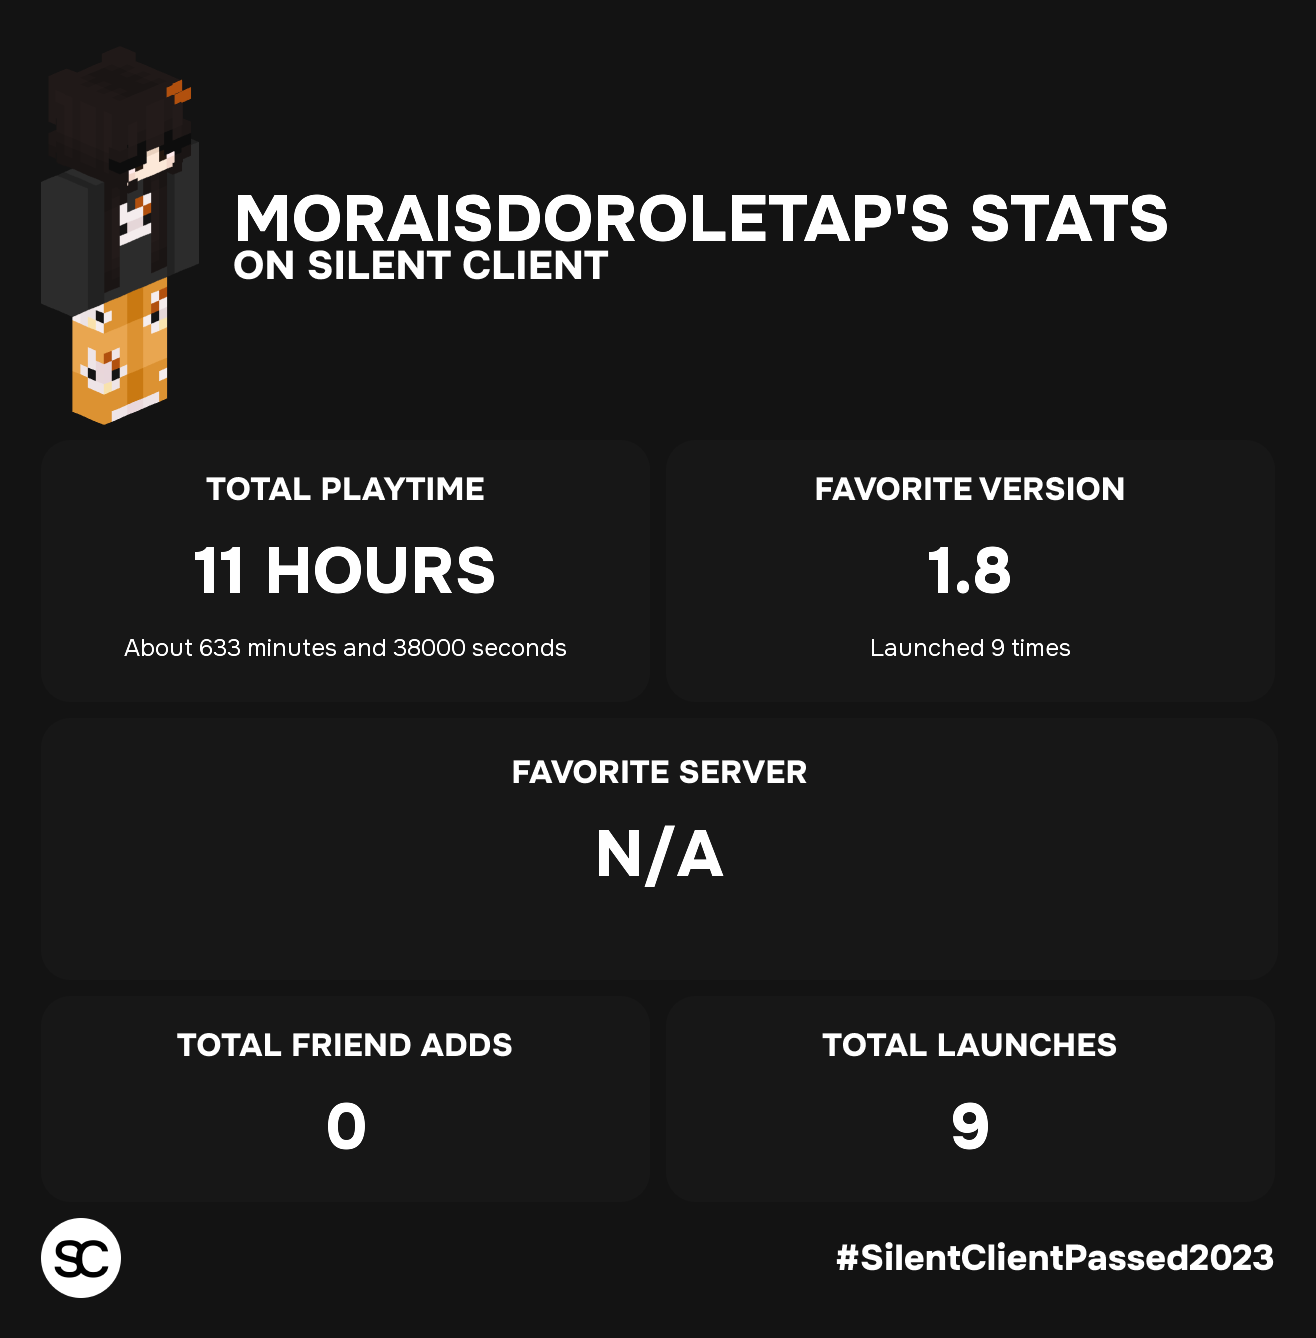 MORAISDOROLETAP'S STATS
ON SILENT CLIENT
TOTAL PLAYTIME
11 HOURS
About 633 minutes and 38000 seconds
FAVORITE VERSION
1.8
Launched 9 times
FAVORITE SERVER
N/A
TOTAL FRIEND ADDS
0
TOTAL LAUNCHES
9
SC
#SilentClientPassed2023